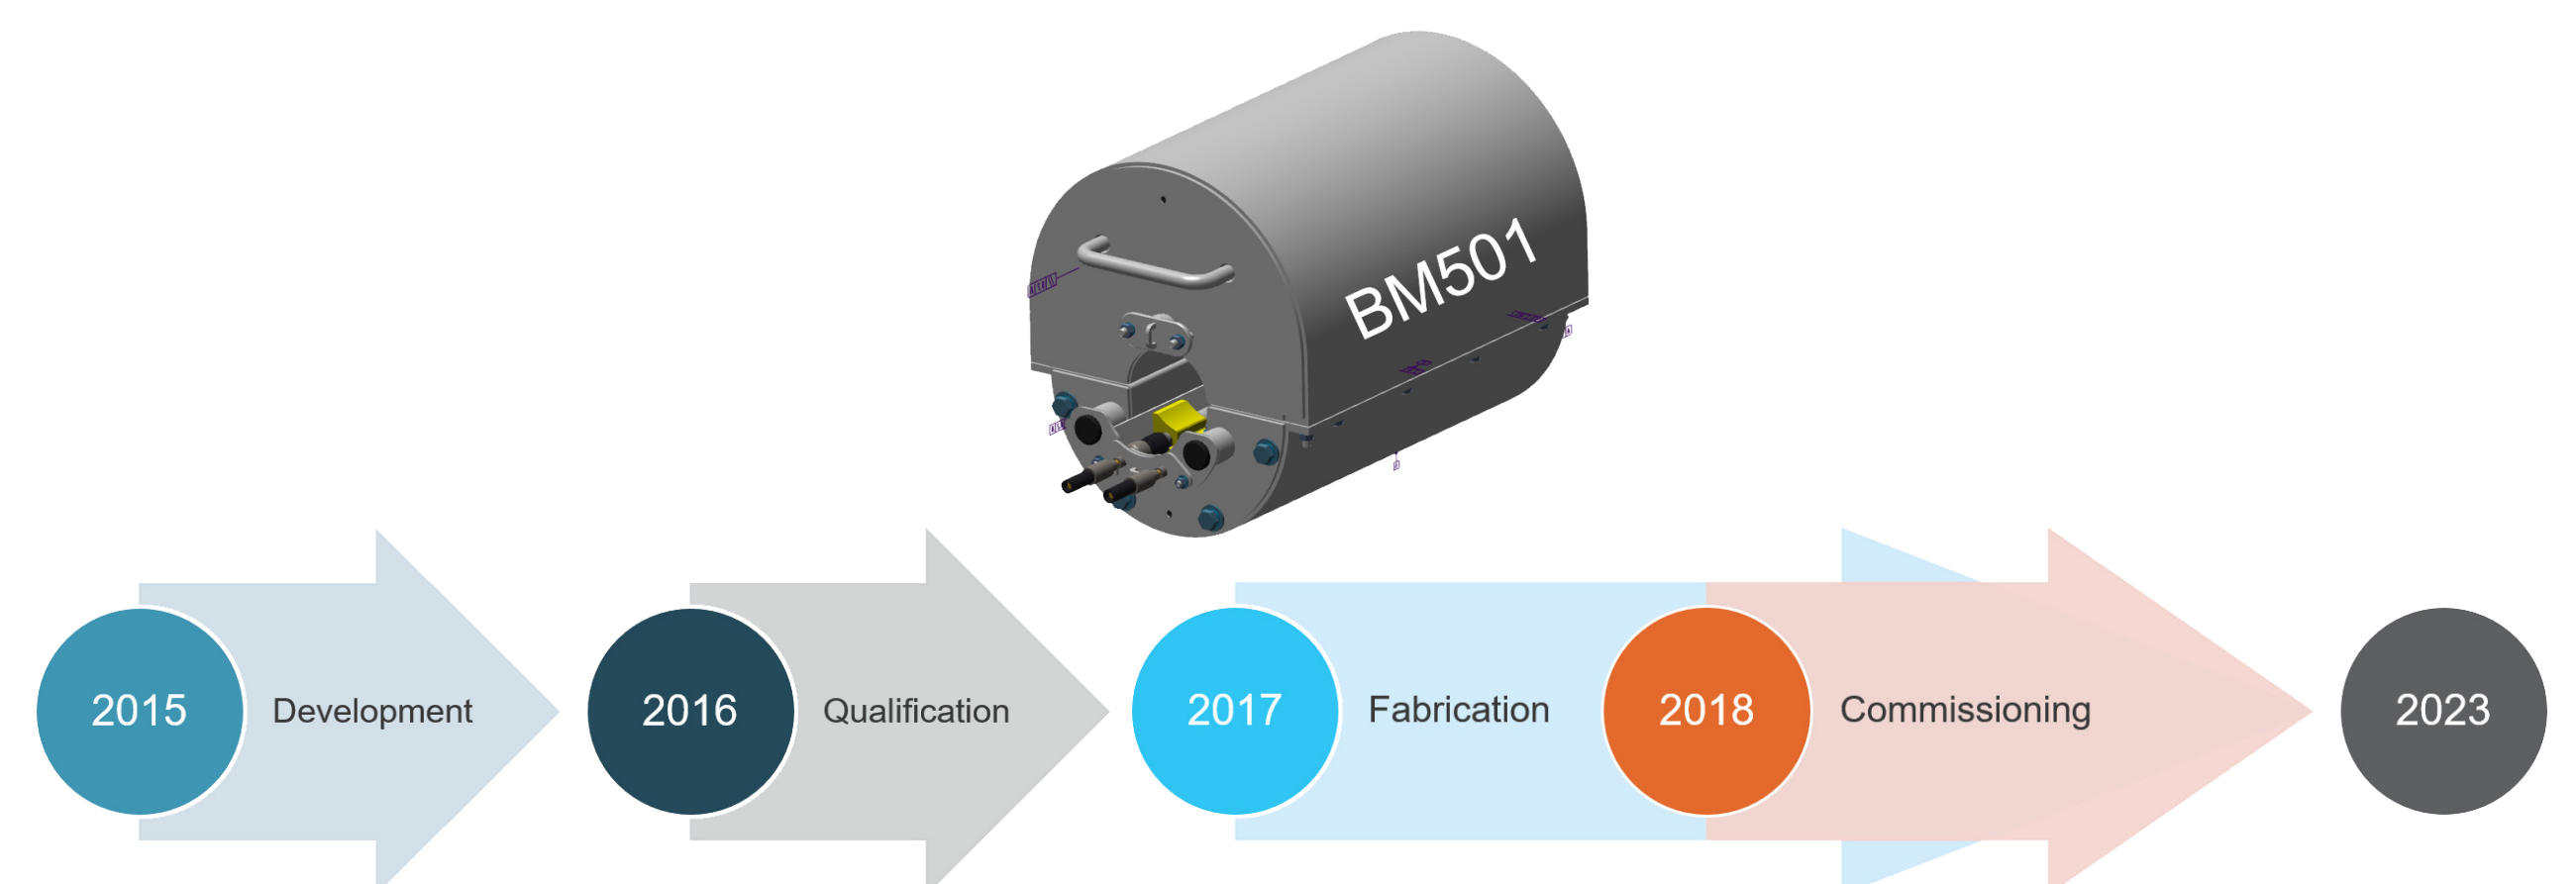 BM501
2015
Development
2016
Qualification
2017
Fabrication
2018
Commissioning
2023